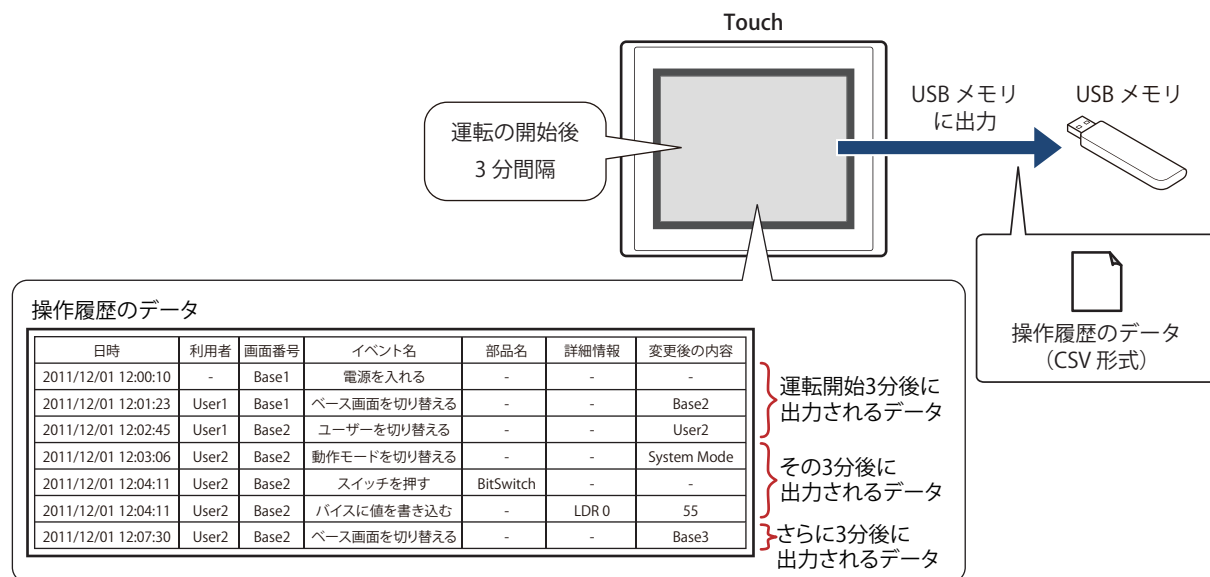 Touch
運転の開始後
3 分間隔
USB メモリ
に出力
USB メモリ
操作履歴のデータ
（CSV 形式）
操作履歴のデータ
日時 利用者 画面番号 イベント名 部品名 詳細情報 変更後の内容
2011/12/01 12:00:10 - Base1 電源を入れる - - -
2011/12/01 12:01:23 User1 Base1 ベース画面を切り替える - - Base2
2011/12/01 12:02:45 User1 Base2 ユーザーを切り替える - - User2
2011/12/01 12:03:06 User2 Base2 動作モードを切り替える - - System Mode
2011/12/01 12:04:11 User2 Base2 スイッチを押す BitSwitch - -
2011/12/01 12:04:11 User2 Base2 バイスに値を書き込む - LDR 0 55
2011/12/01 12:07:30 User2 Base2 ベース画面を切り替える - - Base3
運転開始3分後に
出力されるデータ
その3分後に
出力されるデータ
さらに3分後に
出力されるデータ